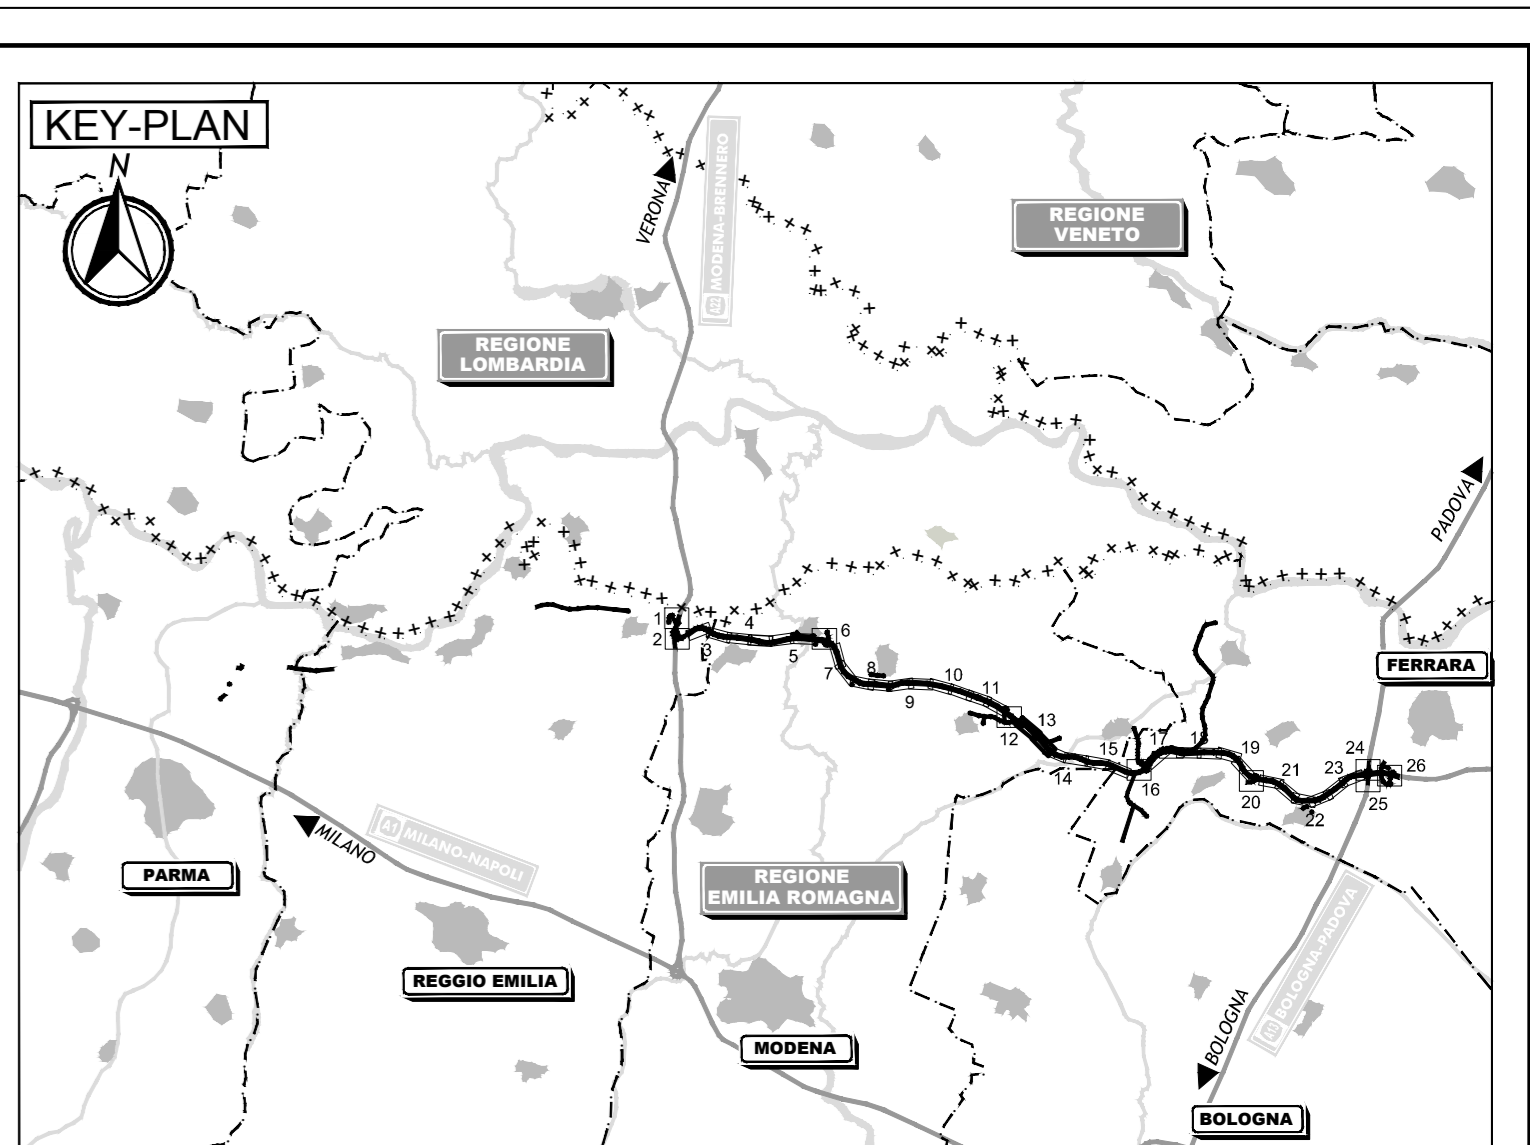 KEY-PLAN
N
VERONA
A22 MODENA-BRENNERO
REGIONE
VENETO
REGIONE
LOMBARDIA
PADOVA
1
2
3
4
5
6
7
8
9
10
11
12
13
14
15
16
17
18
19
20
21
22
23
24
25
26
FERRARA
MILANO
A1 MILANO-NAPOLI
PARMA
REGIONE
EMILIA ROMAGNA
REGGIO EMILIA
MODENA
A13 BOLOGNA-PADOVA
BOLOGNA
BOLOGNA